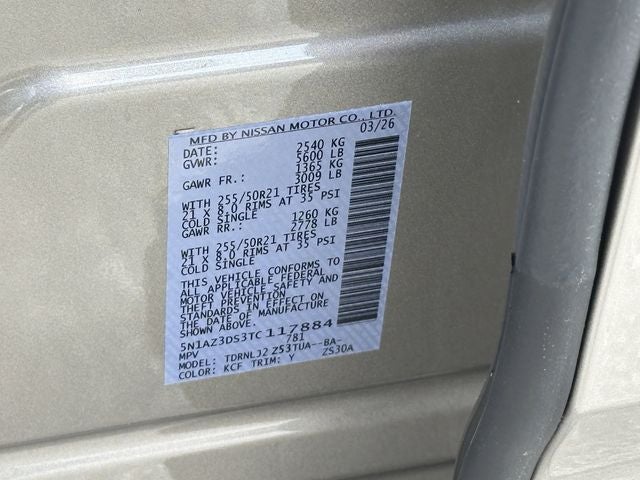 MFD BY NISSAN MOTOR CO., LTD.
DATE: 03/26
GVWR: 2540 KG
5600 LB
GAWR FR.: 1365 KG
3009 LB
WITH 255/50R21 TIRES
21 X 8.0 RIMS AT 35 PSI
COLD SINGLE
GAWR RR.: 1260 KG
2778 LB
WITH 255/50R21 TIRES
21 X 8.0 RIMS AT 35 PSI
COLD SINGLE
THIS VEHICLE CONFORMS TO
ALL APPLICABLE FEDERAL
MOTOR VEHICLE SAFETY AND
THEFT PREVENTION
STANDARDS IN EFFECT ON
THE DATE OF MANUFACTURE
SHOWN ABOVE.
5N1AZ3DS3TC117884
MPV 781
MODEL: ZS3TUA--BA-
COLOR: KCF TRIM: Y ZS30A